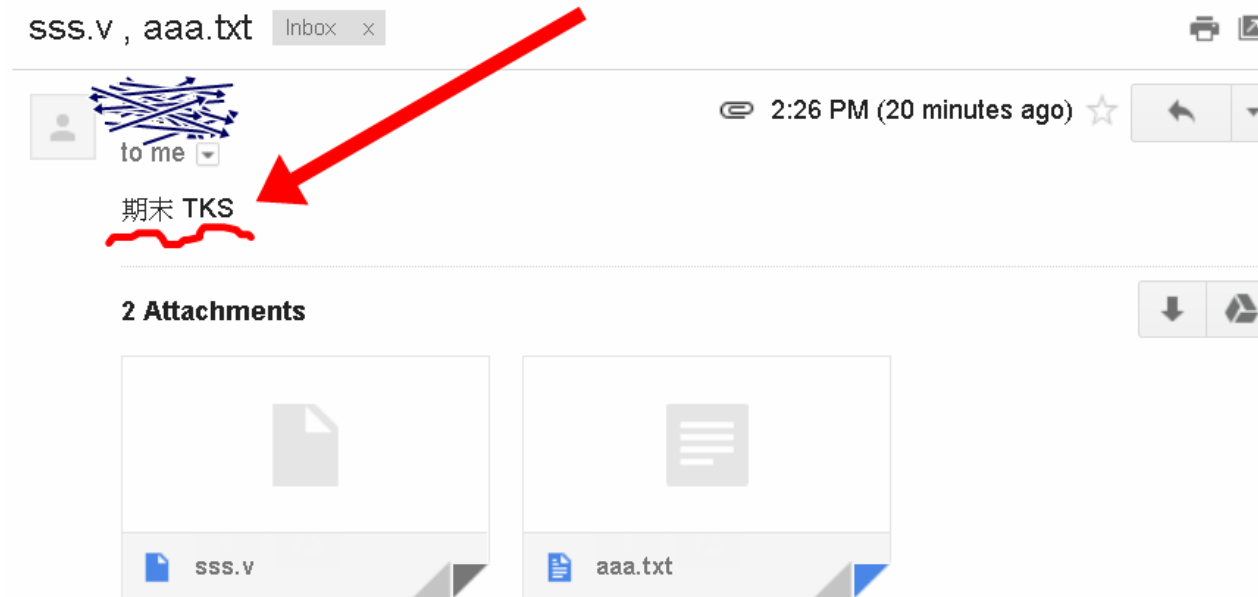 sss.v , aaa.txt Inbox x
2:26 PM (20 minutes ago)
to me
期末 TKS
2 Attachments
sss.v
aaa.txt